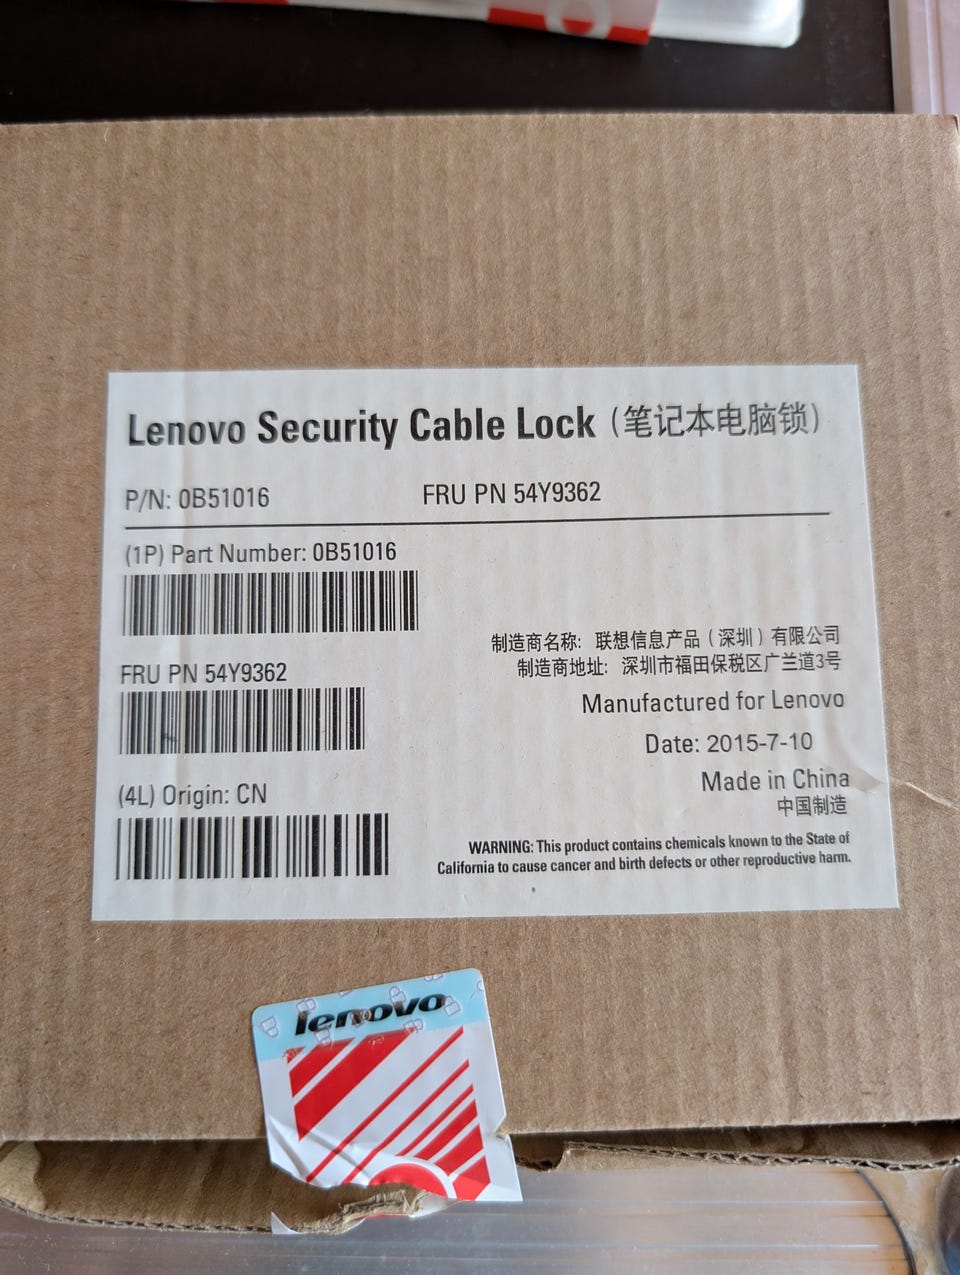 Lenovo Security Cable Lock (笔记本电脑锁)
P/N: 0B51016 FRU PN 54Y9362
(1P) Part Number: 0B51016
FRU PN 54Y9362
(4L) Origin: CN
制造商名称: 联想信息产品(深圳)有限公司
制造商地址: 深圳市福田保税区广兰道3号
Manufactured for Lenovo
Date: 2015-7-10
Made in China
中国制造
WARNING: This product contains chemicals known to the State of
California to cause cancer and birth defects or other reproductive harm.
lenovo